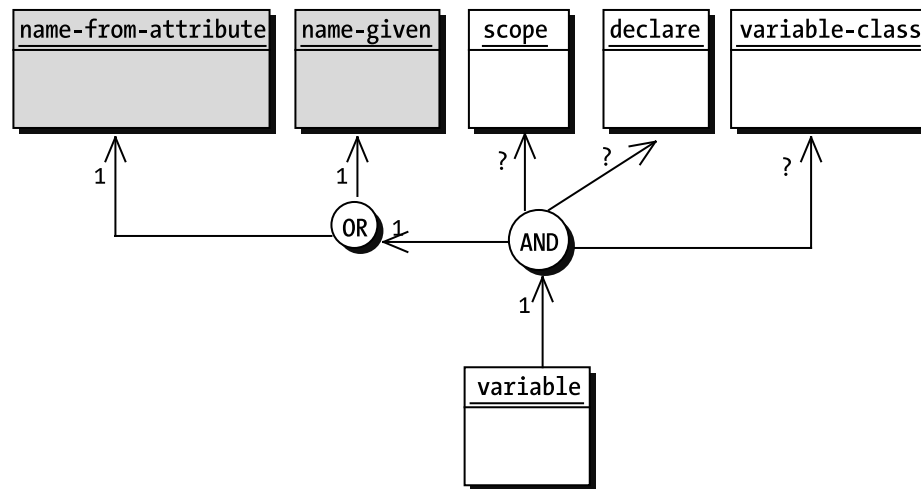 name-from-attribute
name-given
scope
declare
variable-class
1
1
?
?
?
OR
1
AND
1
variable